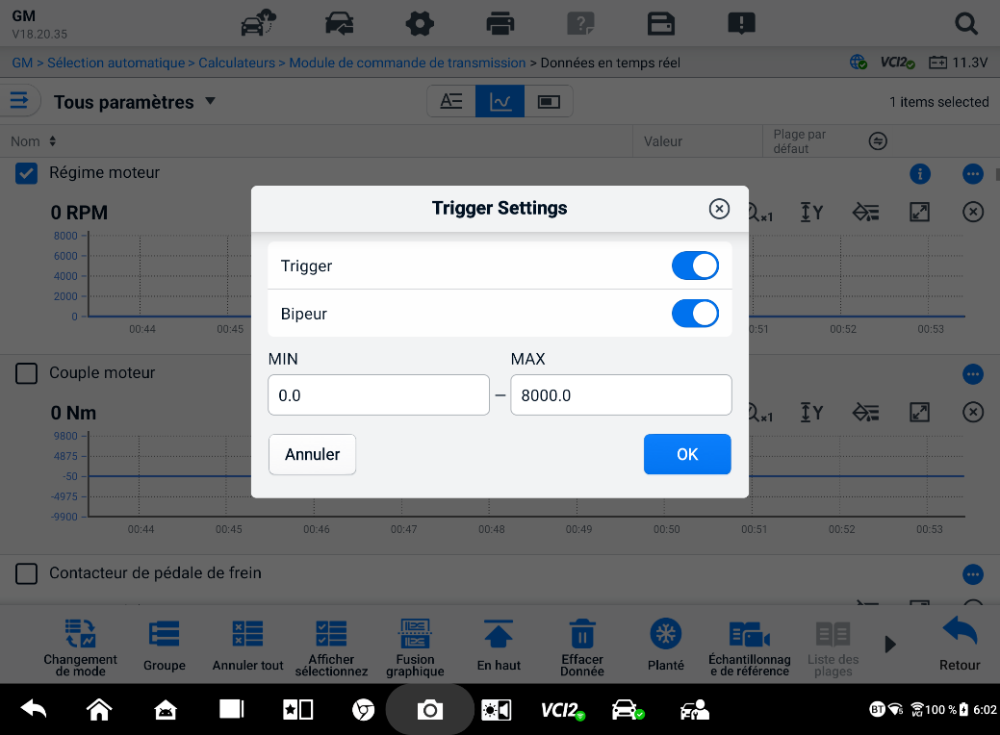 GM
V18.20.35
GM > Sélection automatique > Calculateurs > Module de commande de transmission > Données en temps réel
VCI2
11.3V
Tous paramètres
1 items selected
Nom
Valeur
Plage par
défaut
Régime moteur
0 RPM
x1
Y
8000
6000
4000
2000
0
00:44
00:45
0:51
00:52
00:53
Trigger Settings
Trigger
Bipeur
MIN
MAX
0.0
–
8000.0
Annuler
OK
Couple moteur
0 Nm
x1
Y
9800
4875
-50
-4975
-9900
00:44
00:45
00:46
00:47
00:48
00:49
00:50
00:51
00:52
00:53
Contacteur de pédale de frein
Changement
de mode
Groupe
Annuler tout
Afficher
sélectionnez
Fusion
graphique
En haut
Effacer
Donnée
Planté
Échantillonnag
e de référence
Liste des
plages
Retour
VCI2
BT
5
VG
100 %
6:02